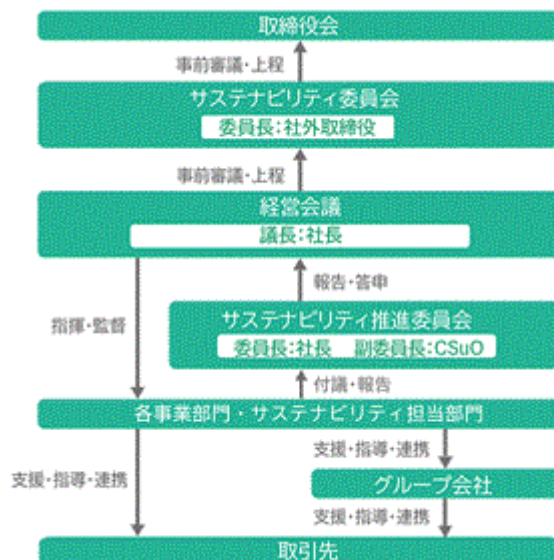 取締役会
事前審議・上程
サステナビリティ委員会
委員長：社外取締役
事前審議・上程
経営会議
議長：社長
報告・答申
指揮・監督
サステナビリティ推進委員会
委員長：社長　副委員長：CSuO
付議・報告
各事業部門・サステナビリティ担当部門
支援・指導・連携
支援・指導・連携
グループ会社
支援・指導・連携
取引先